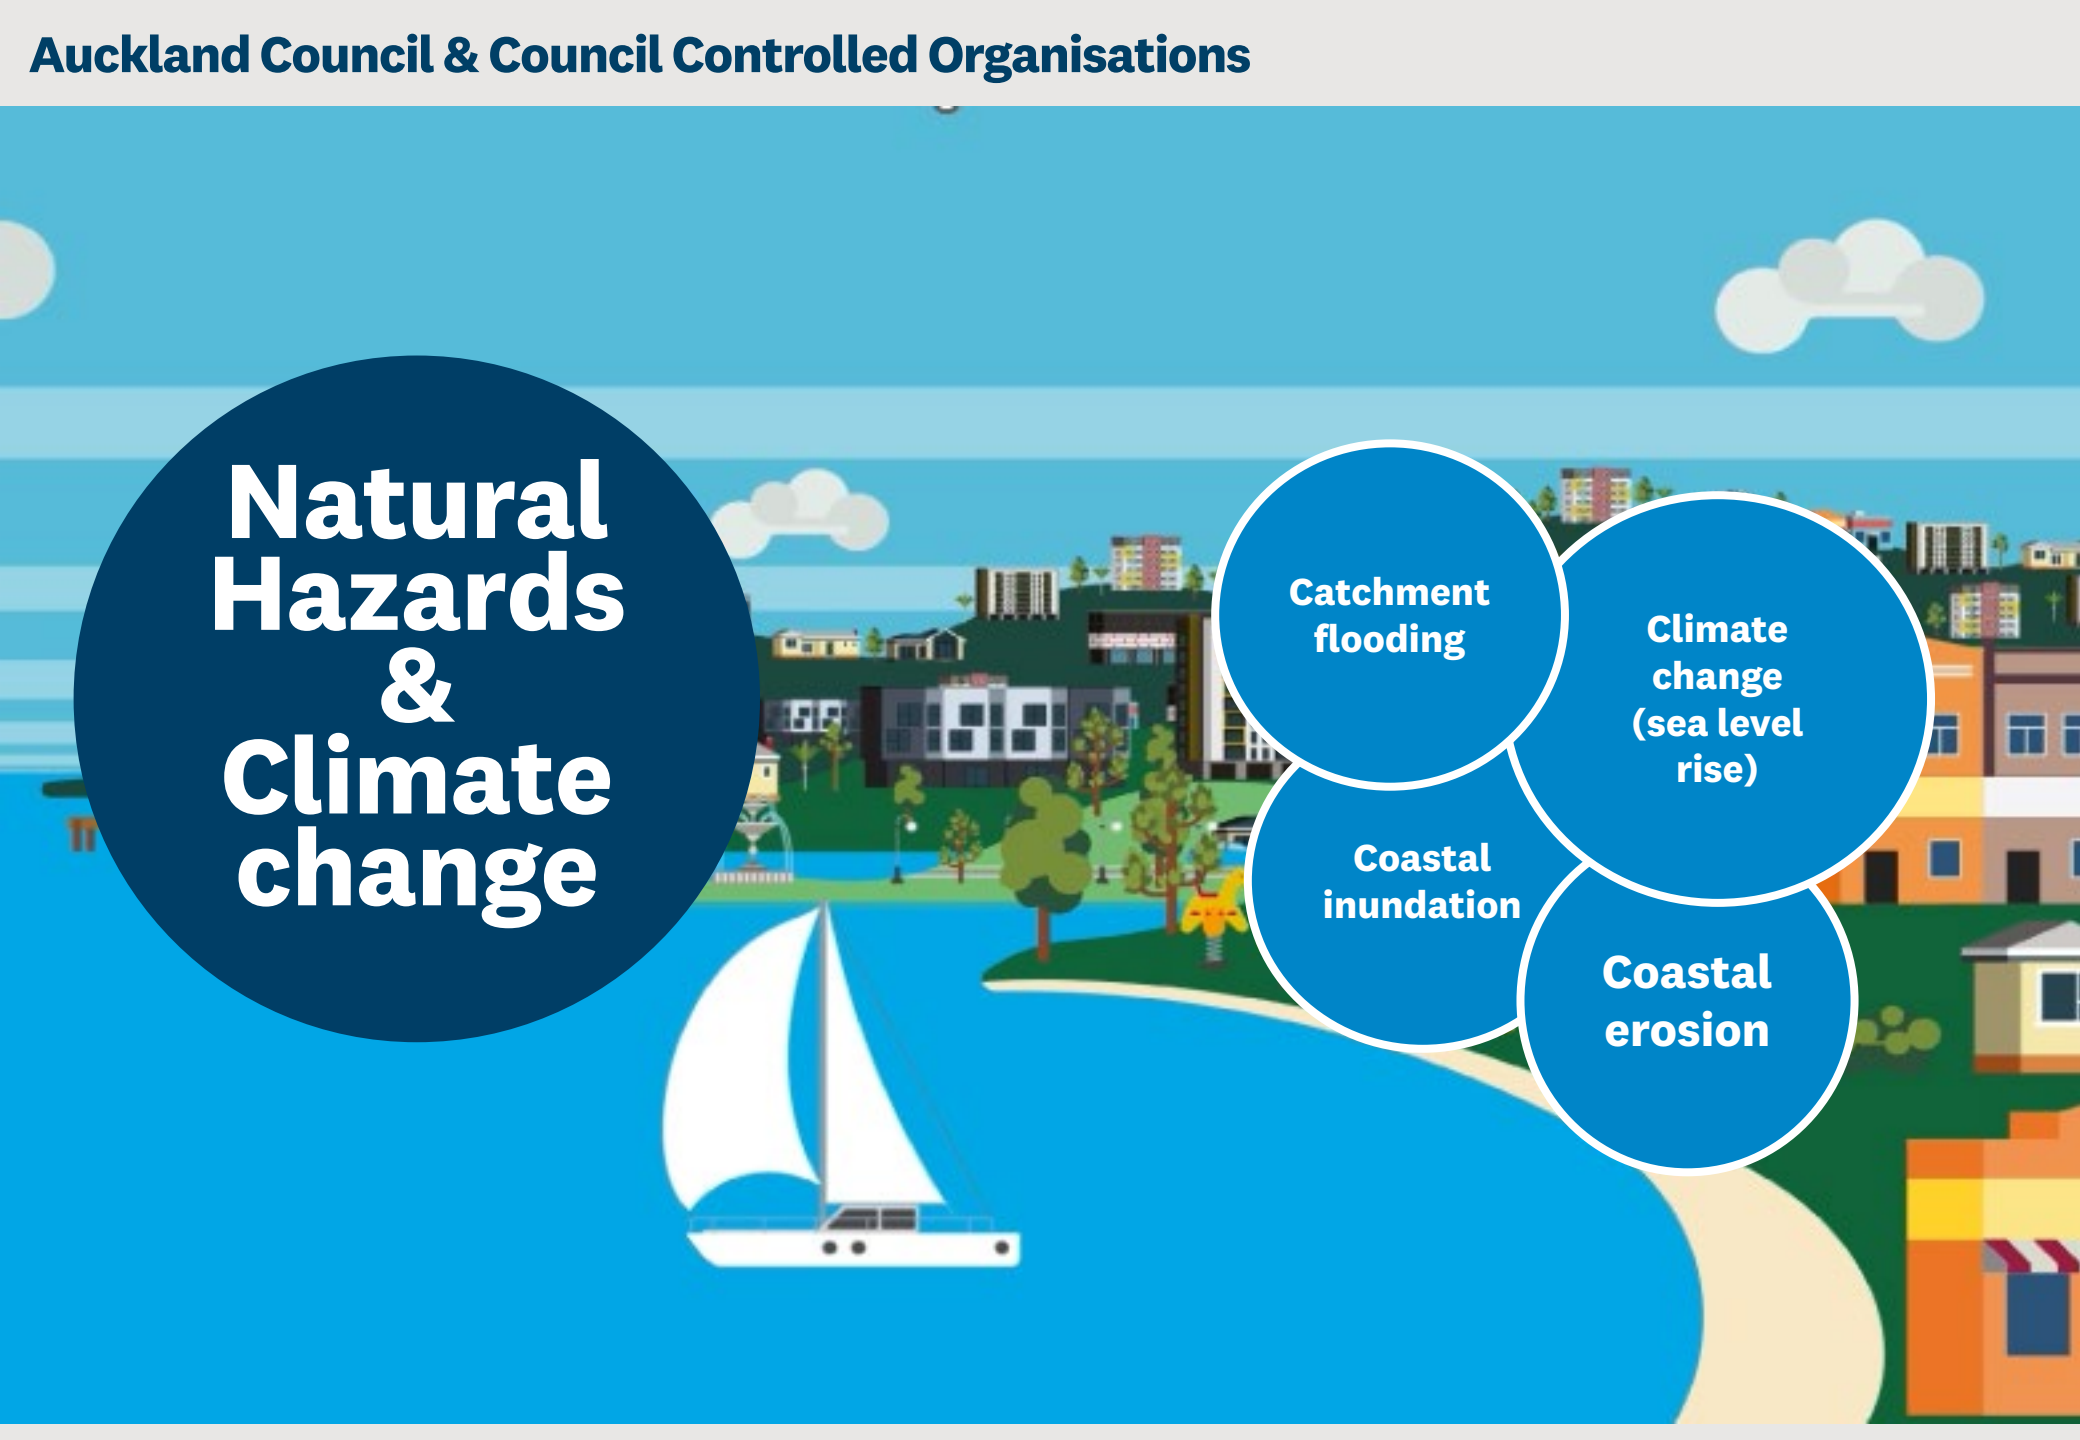 Auckland Council & Council Controlled Organisations
Natural
Hazards
&
Climate
change
Catchment
flooding
Climate
change
(sea level
rise)
Coastal
inundation
Coastal
erosion